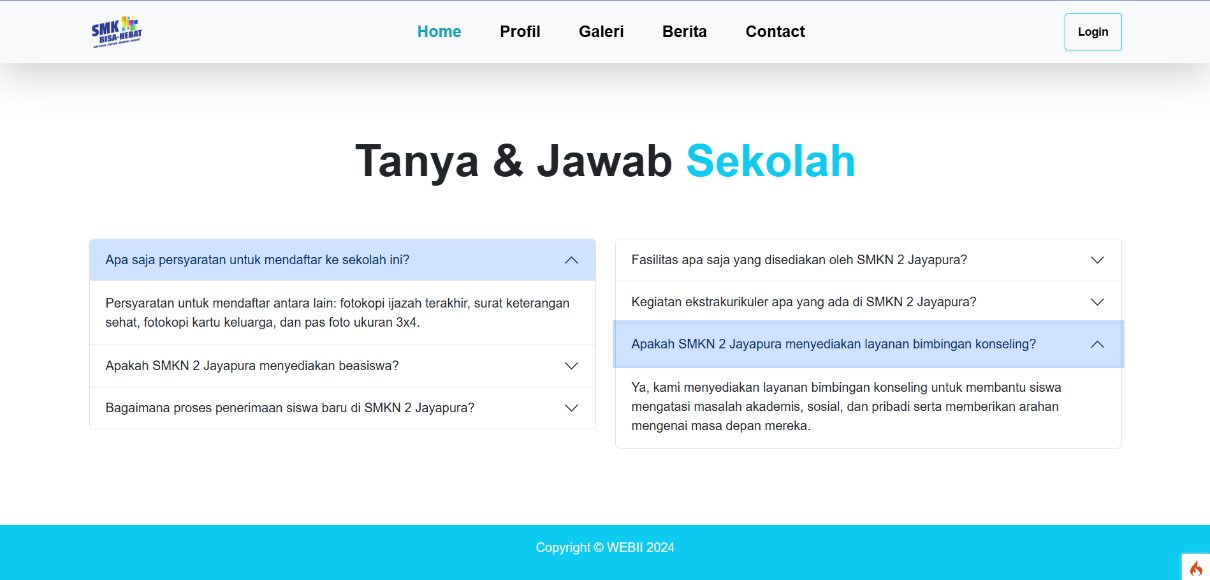 SMK
BISA-HEBAT
Home
Profil
Galeri
Berita
Contact
Login
Tanya & Jawab Sekolah
Apa saja persyaratan untuk mendaftar ke sekolah ini?
Persyaratan untuk mendaftar antara lain: fotokopi ijazah terakhir, surat keterangan
sehat, fotokopi kartu keluarga, dan pas foto ukuran 3x4.
Apakah SMKN 2 Jayapura menyediakan beasiswa?
Bagaimana proses penerimaan siswa baru di SMKN 2 Jayapura?
Fasilitas apa saja yang disediakan oleh SMKN 2 Jayapura?
Kegiatan ekstrakurikuler apa yang ada di SMKN 2 Jayapura?
Apakah SMKN 2 Jayapura menyediakan layanan bimbingan konseling?
Ya, kami menyediakan layanan bimbingan konseling untuk membantu siswa
mengatasi masalah akademis, sosial, dan pribadi serta memberikan arahan
mengenai masa depan mereka.
Copyright © WEBII 2024